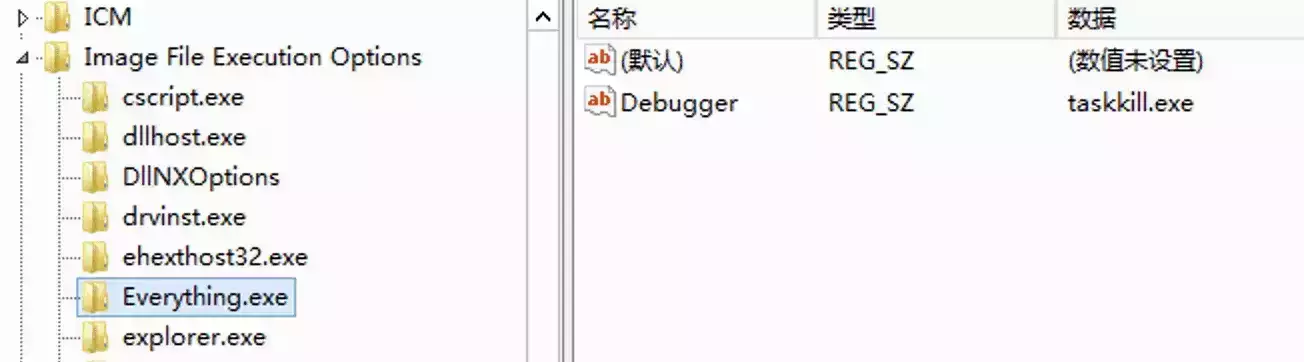 ICM
Image File Execution Options
cscript.exe
dllhost.exe
DllNXOptions
drvinst.exe
ehexthost32.exe
Everything.exe
explorer.exe
名称 类型 数据
ab (默认) REG_SZ (数值未设置)
ab Debugger REG_SZ taskkill.exe